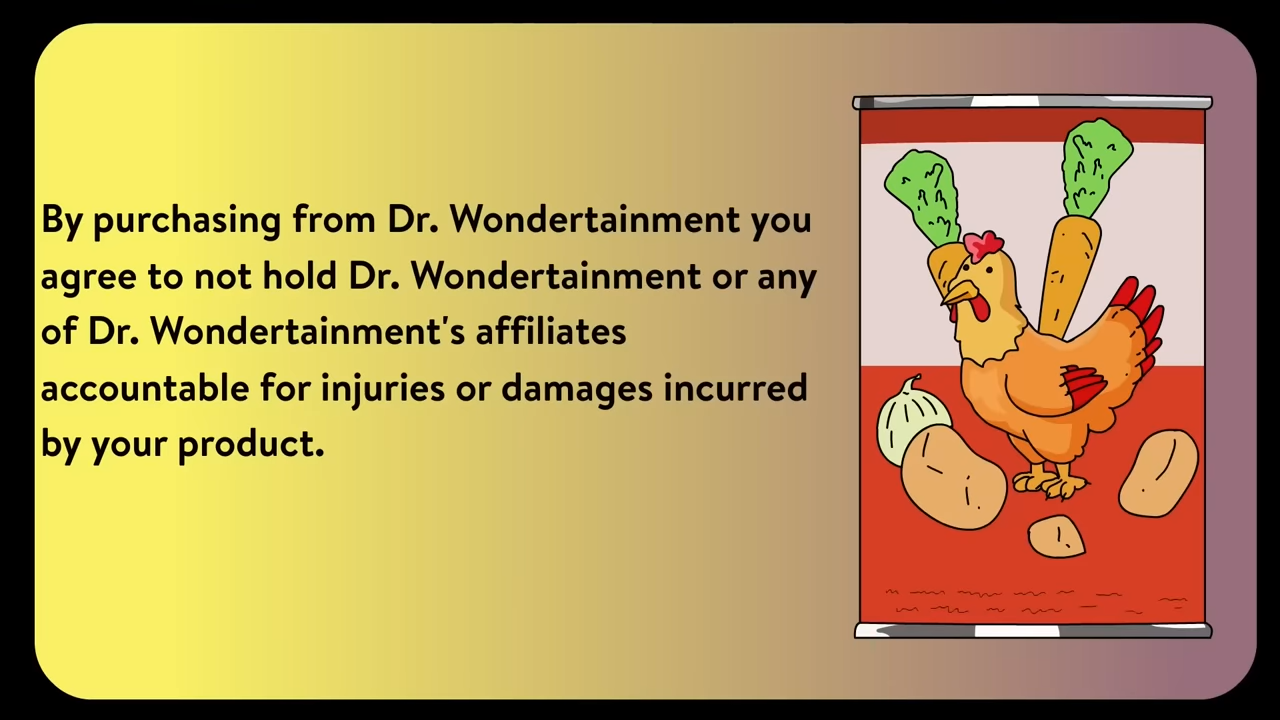 By purchasing from Dr. Wondertainment you
agree to not hold Dr. Wondertainment or any
of Dr. Wondertainment's affiliates
accountable for injuries or damages incurred
by your product.